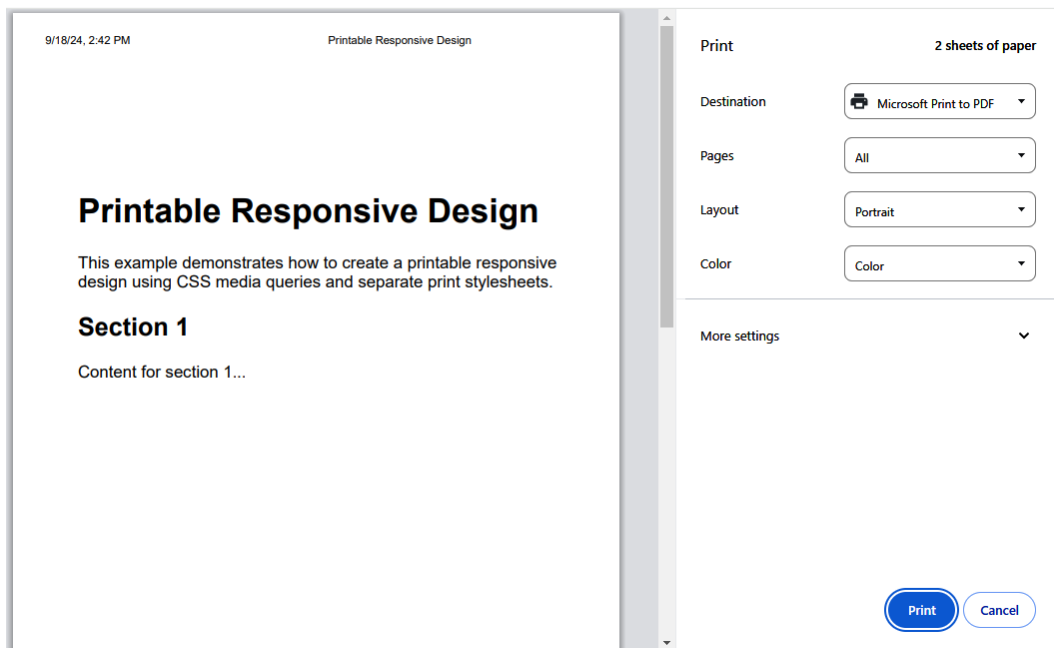 9/18/24, 2:42 PM
Printable Responsive Design
Printable Responsive Design
This example demonstrates how to create a printable responsive
design using CSS media queries and separate print stylesheets.
Section 1
Content for section 1...
Print
2 sheets of paper
Destination
Microsoft Print to PDF
Pages
All
Layout
Portrait
Color
Color
More settings
Print
Cancel